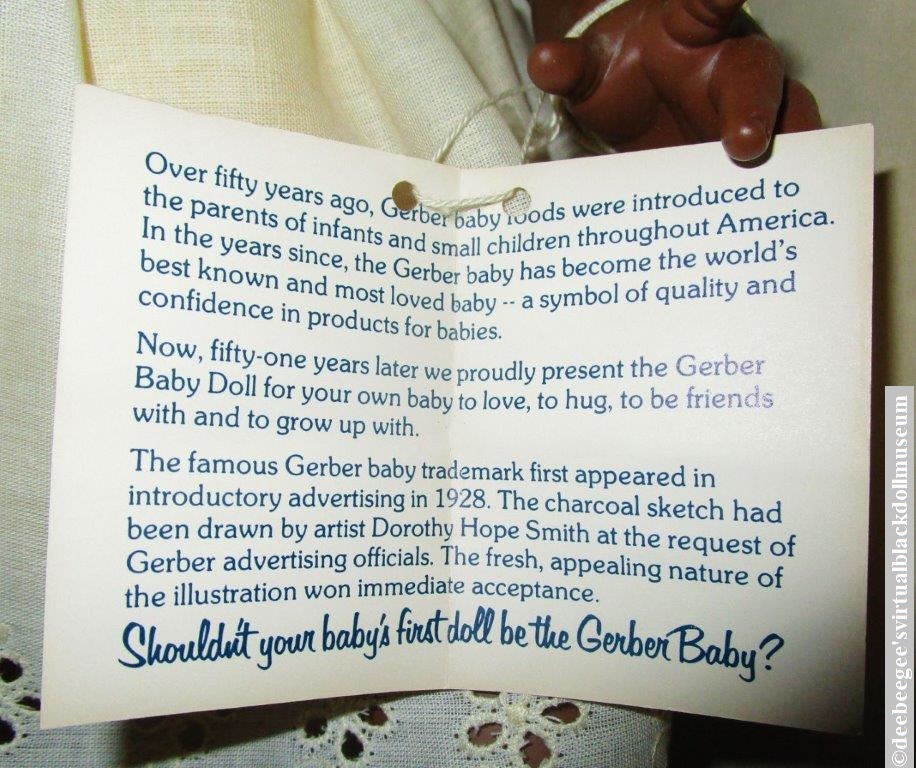 Over fifty years ago, Gerber baby foods were introduced to
the parents of infants and small children throughout America.
In the years since, the Gerber baby has become the world's
best known and most loved baby -- a symbol of quality and
confidence in products for babies.
Now, fifty-one years later we proudly present the Gerber
Baby Doll for your own baby to love, to hug, to be friends
with and to grow up with.
The famous Gerber baby trademark first appeared in
introductory advertising in 1928. The charcoal sketch had
been drawn by artist Dorothy Hope Smith at the request of
Gerber advertising officials. The fresh, appealing nature of
the illustration won immediate acceptance.
Shouldn't your baby's first doll be the Gerber Baby?
©deebeegee'svirtualblackdollmuseum